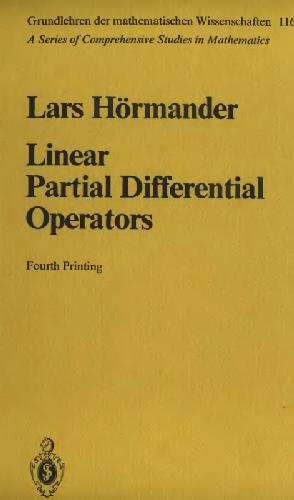 Grundlehren der mathematischen Wissenschaften 116
A Series of Comprehensive Studies in Mathematics
Lars Hörmander
Linear
Partial Differential
Operators
Fourth Printing